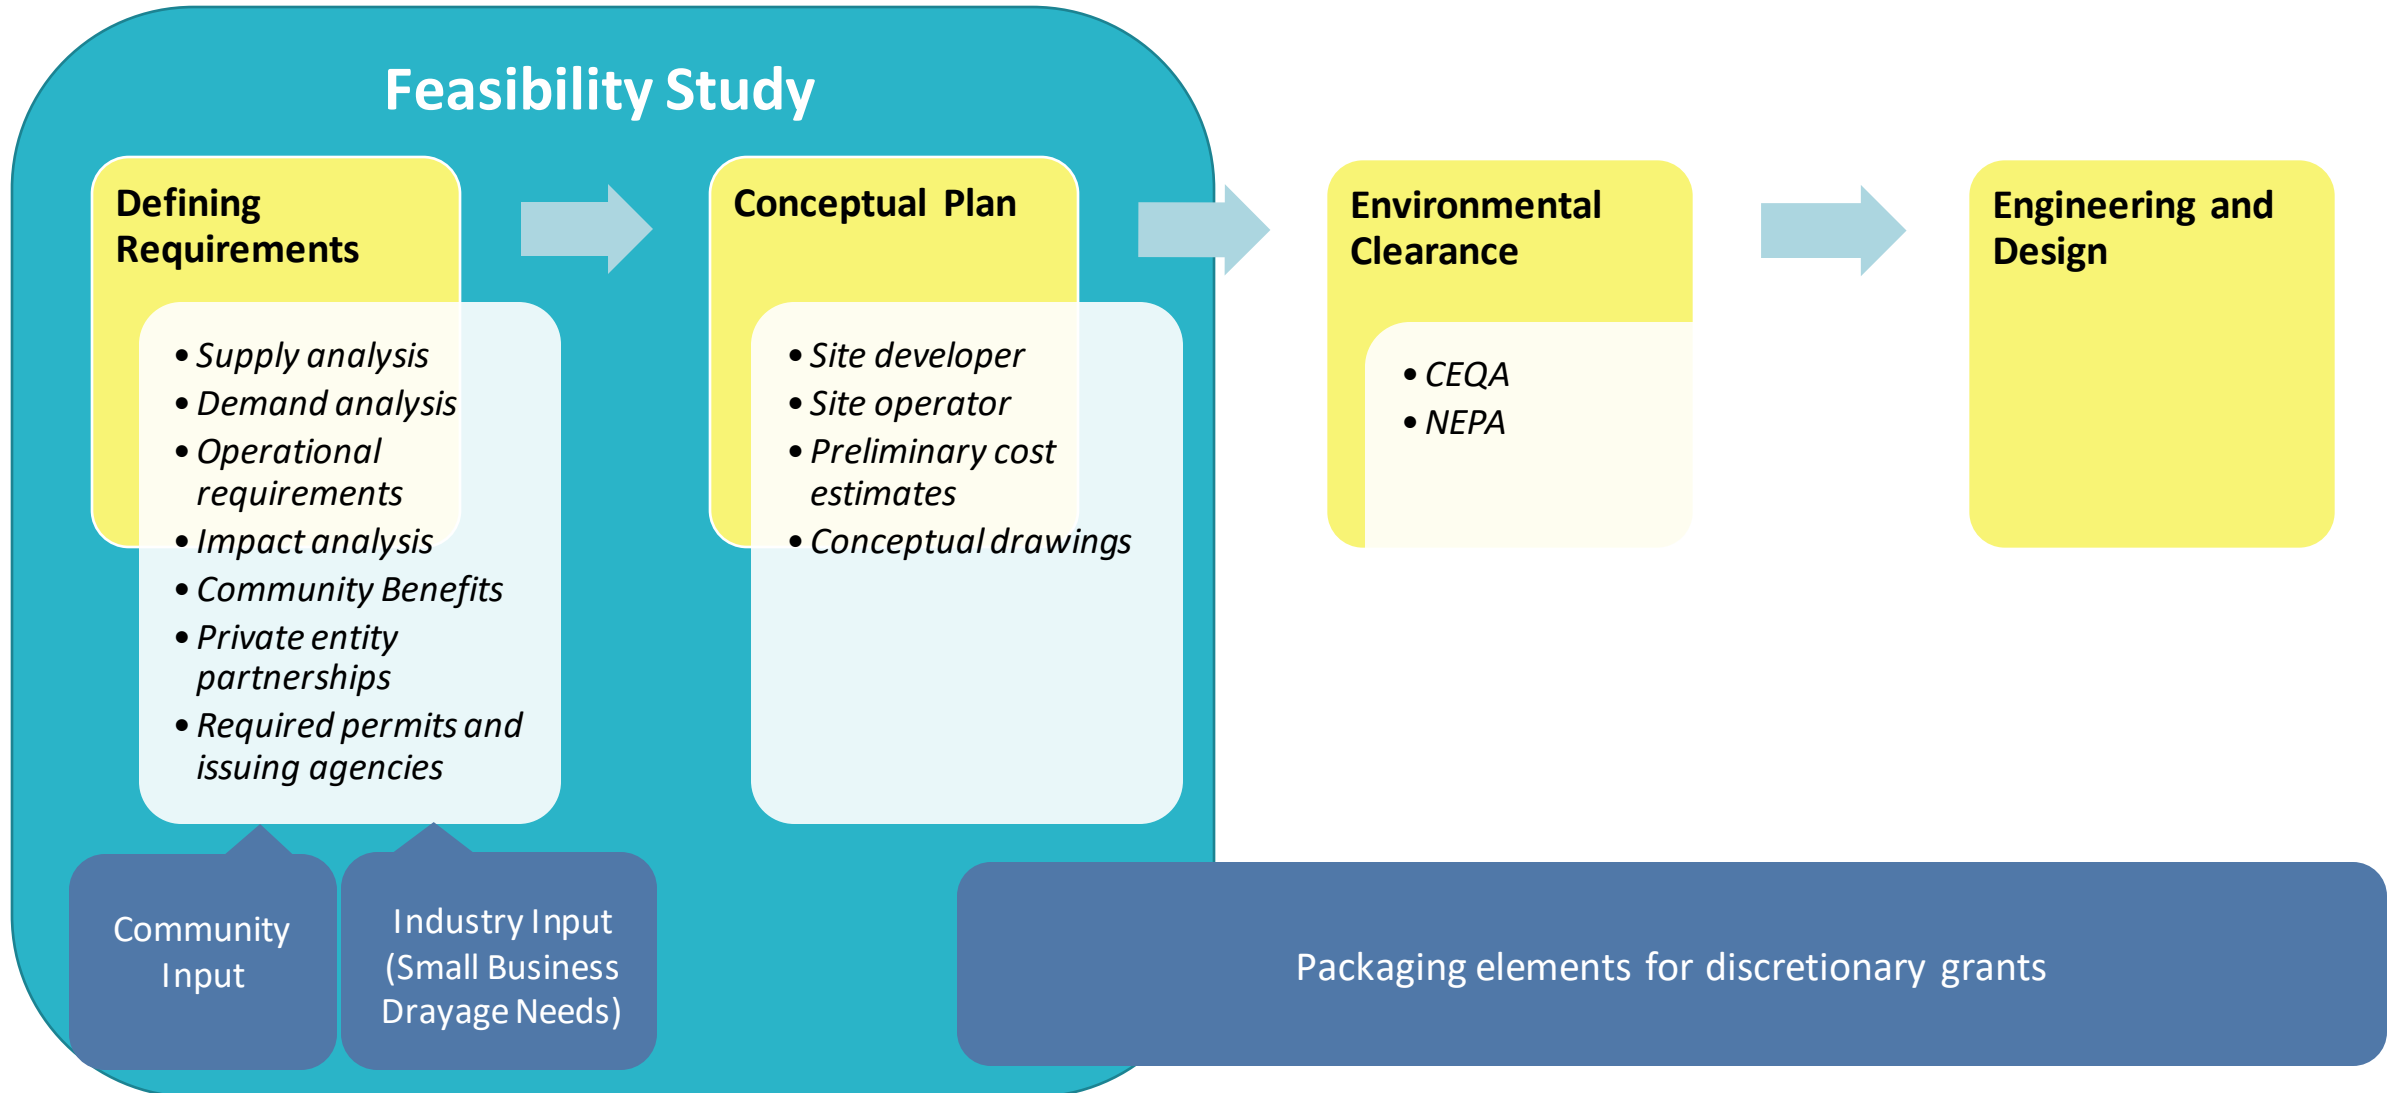 Feasibility Study
Defining
Requirements
• Supply analysis
• Demand analysis
• Operational
requirements
• Impact analysis
• Community Benefits
• Private entity
partnerships
• Required permits and
issuing agencies
Conceptual Plan
• Site developer
• Site operator
• Preliminary cost
estimates
• Conceptual drawings
Environmental
Clearance
• CEQA
• NEPA
Engineering and
Design
Community
Input
Industry Input
(Small Business
Drayage Needs)
Packaging elements for discretionary grants